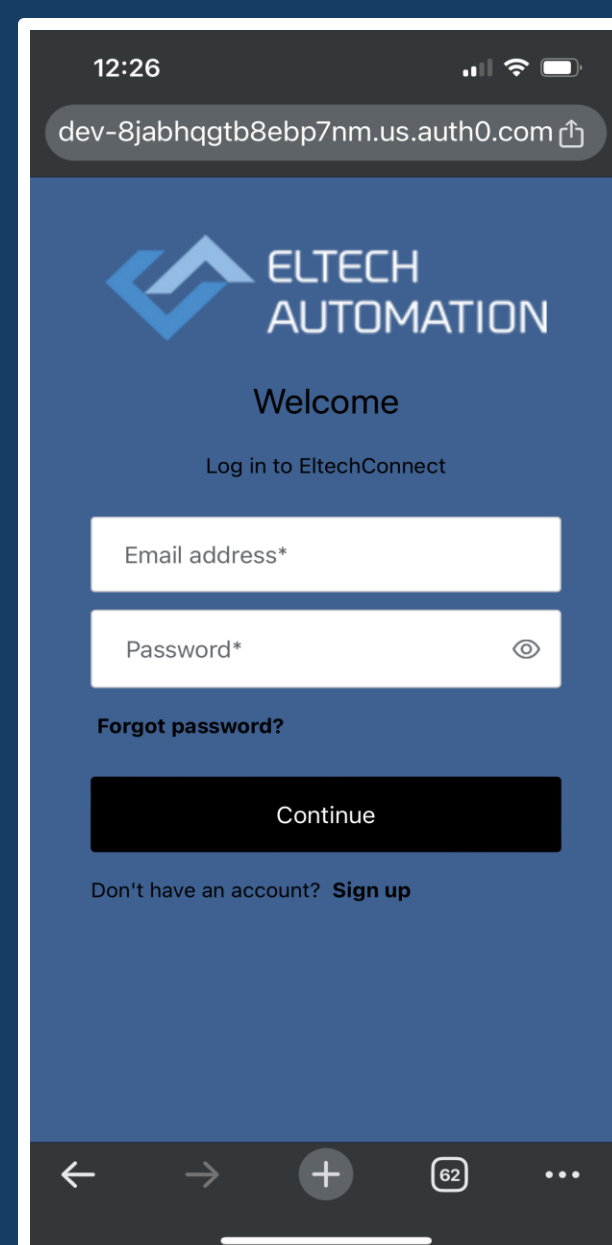 12:26
dev-8jabhqgtb8ebp7nm.us.auth0.com
ELTECH
AUTOMATION
Welcome
Log in to EltechConnect
Email address*
Password*
Forgot password?
Continue
Don't have an account? Sign up
62